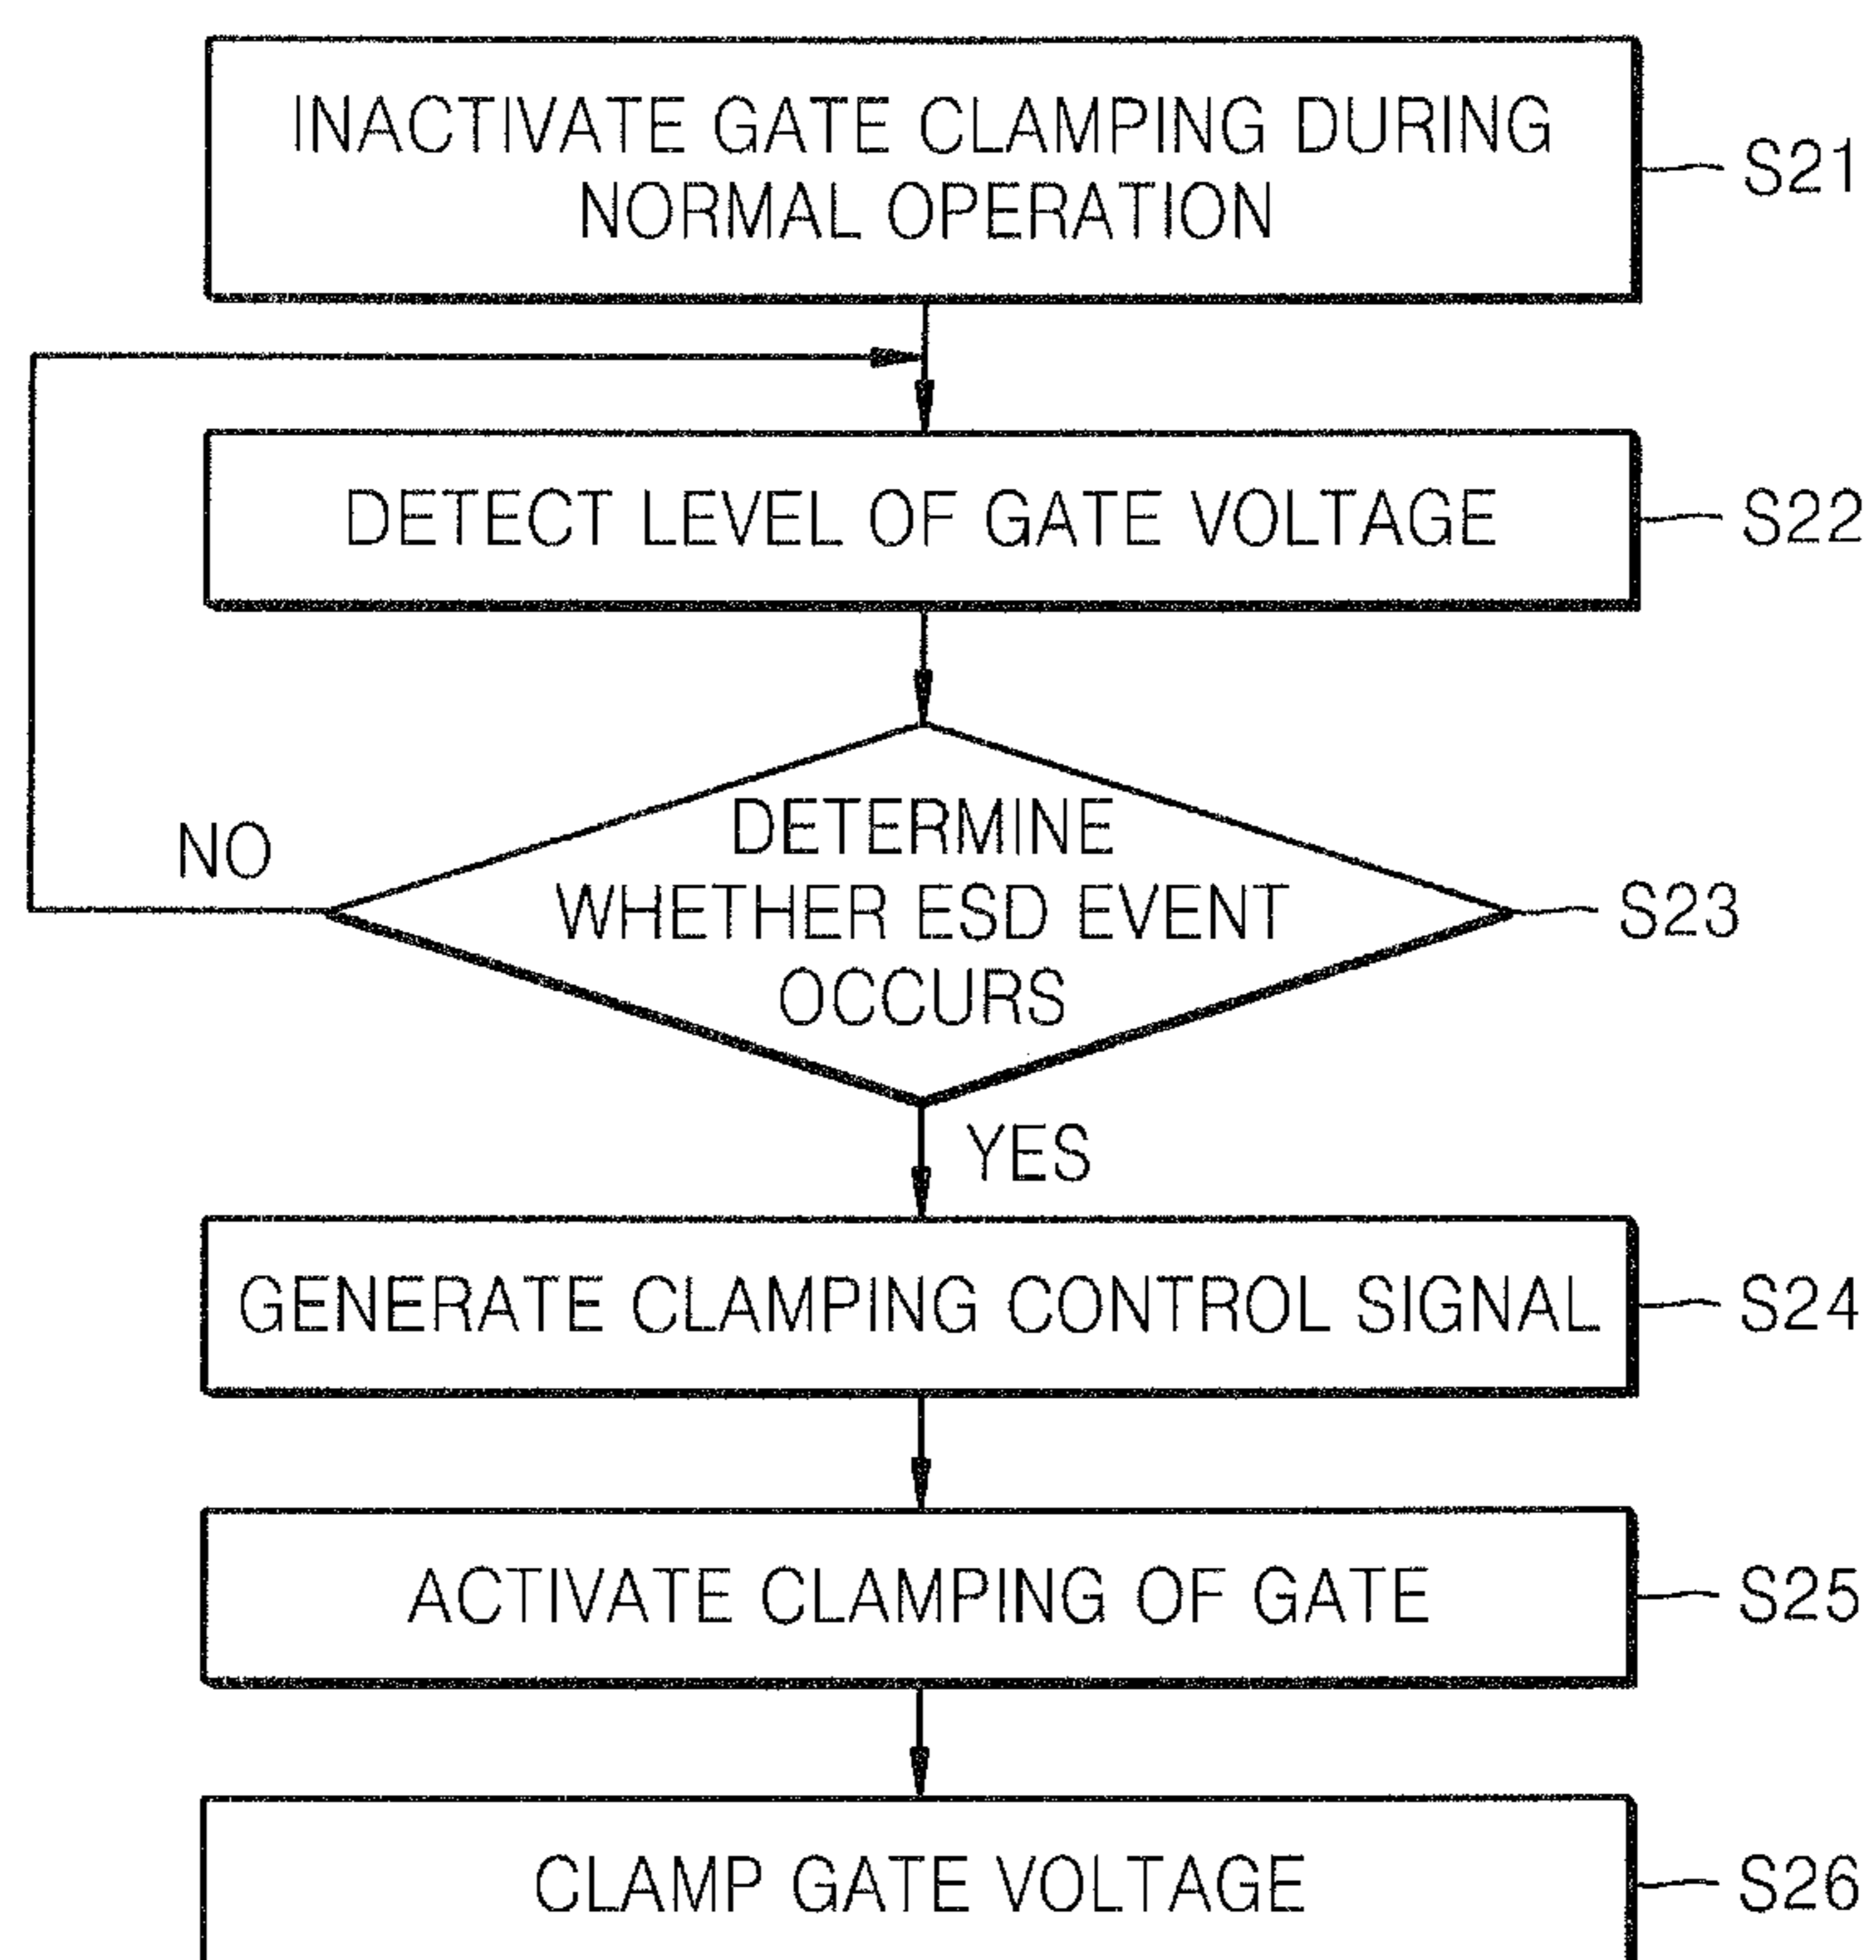 INACTIVATE GATE CLAMPING DURING
NORMAL OPERATION
S21
DETECT LEVEL OF GATE VOLTAGE
S22
DETERMINE
WHETHER ESD EVENT
OCCURS
S23
NO
YES
GENERATE CLAMPING CONTROL SIGNAL
S24
ACTIVATE CLAMPING OF GATE
S25
CLAMP GATE VOLTAGE
S26